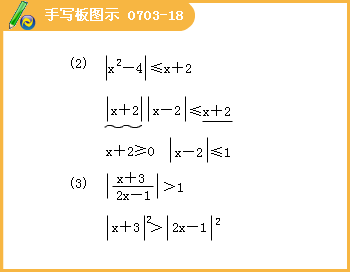 手写板图示 0703-18
(2) |x²−4|≤x+2
|x+2||x−2|≤x+2
x+2≥0 |x−2|≤1
(3) |x+3/2x−1|>1
|x+3|²>|2x−1|²